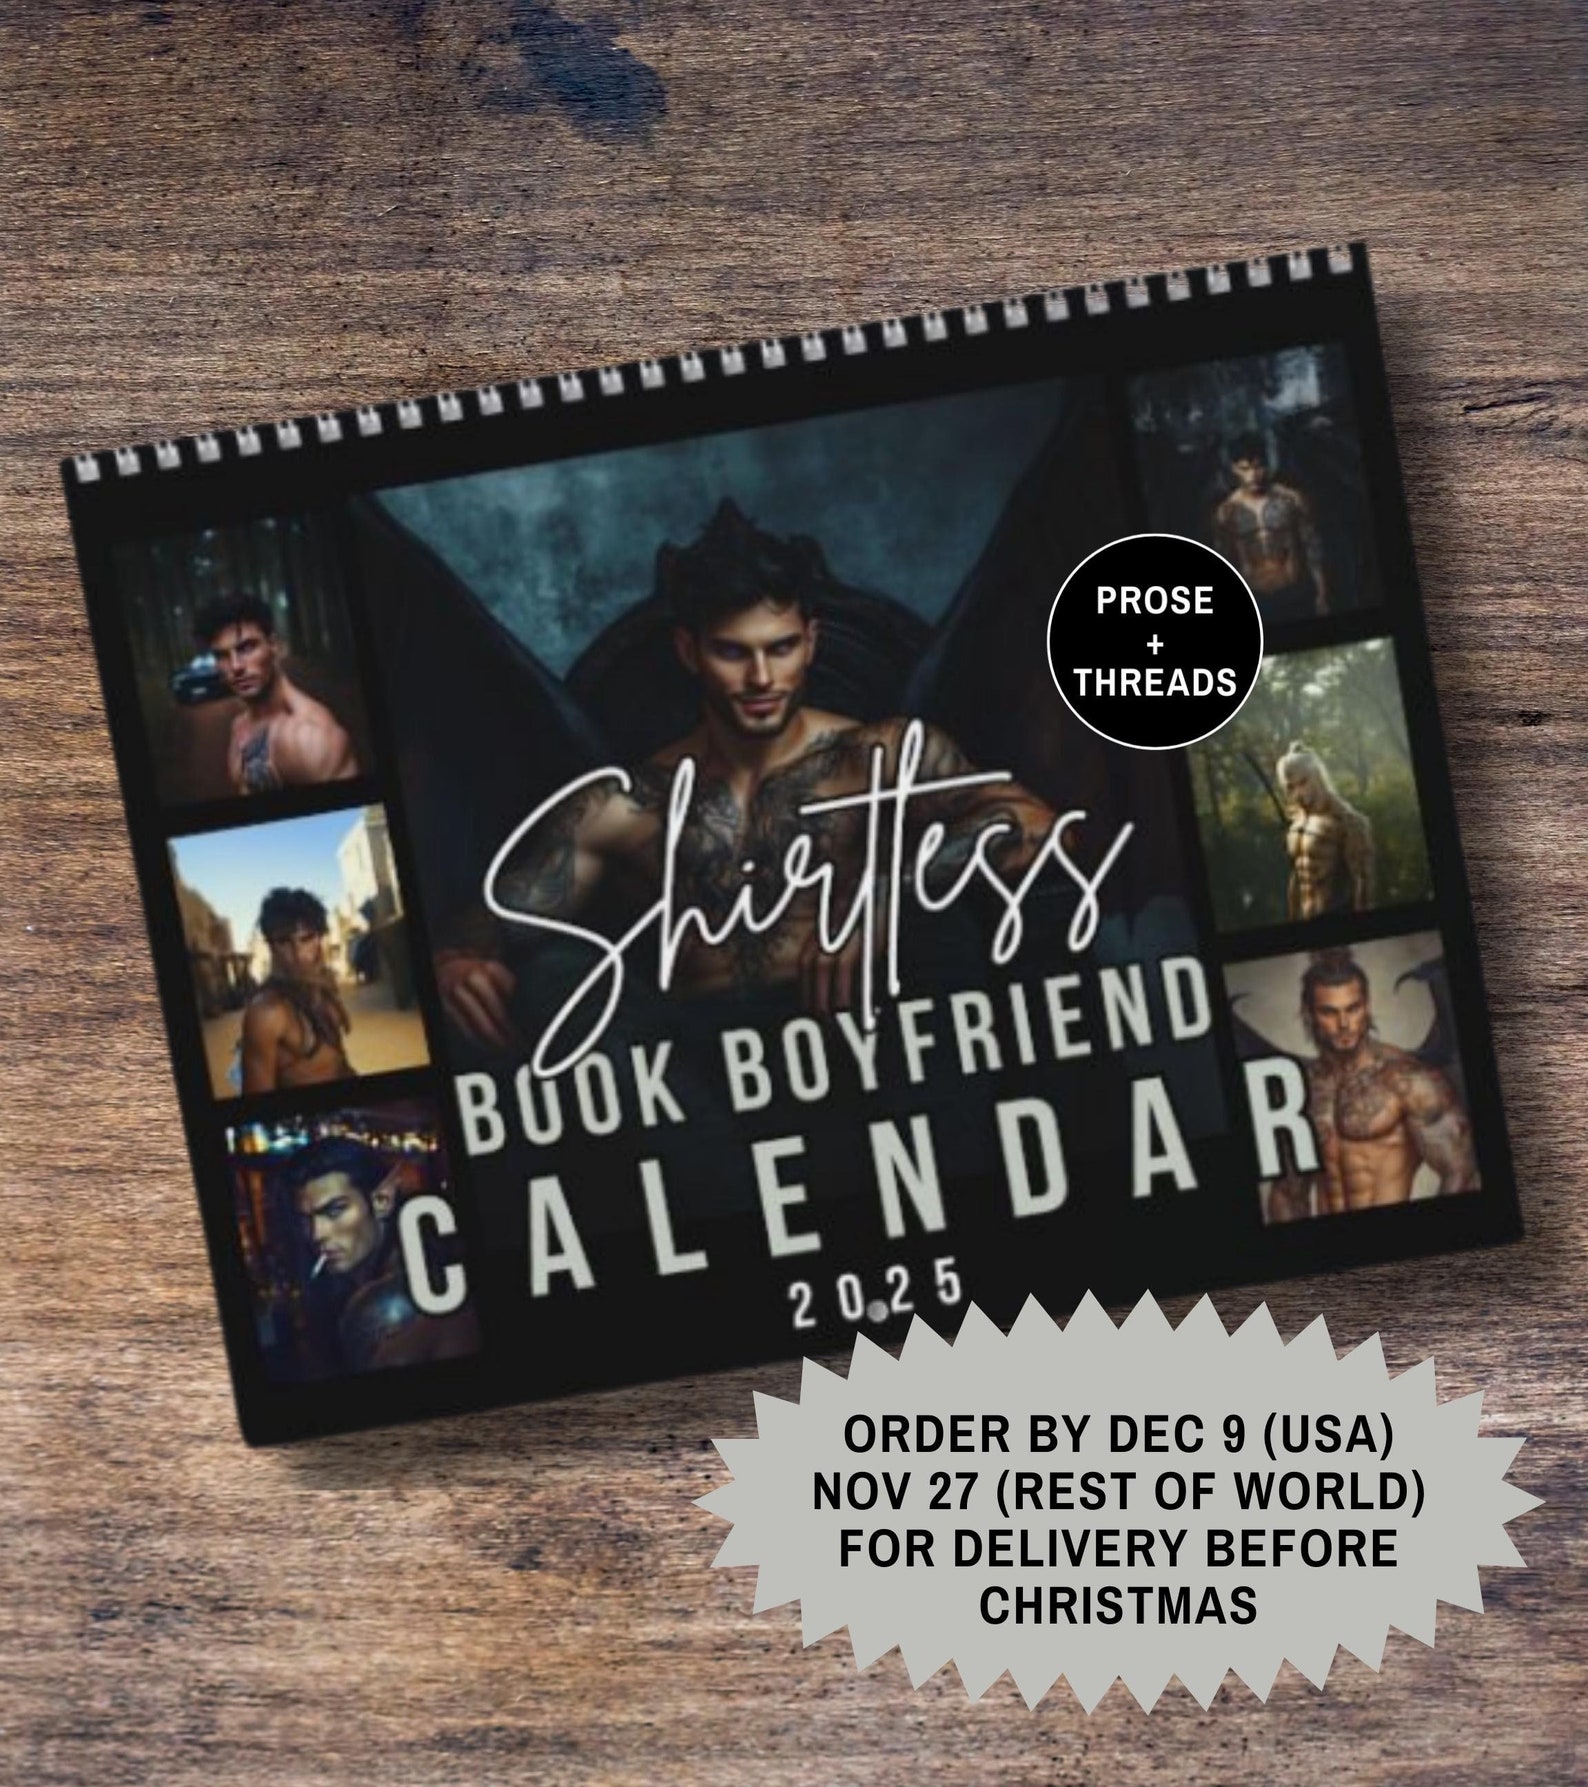 PROSE
+
THREADS
Shirtless
BOOK BOYFRIEND
CALENDAR
2025
ORDER BY DEC 9 (USA)
NOV 27 (REST OF WORLD)
FOR DELIVERY BEFORE
CHRISTMAS